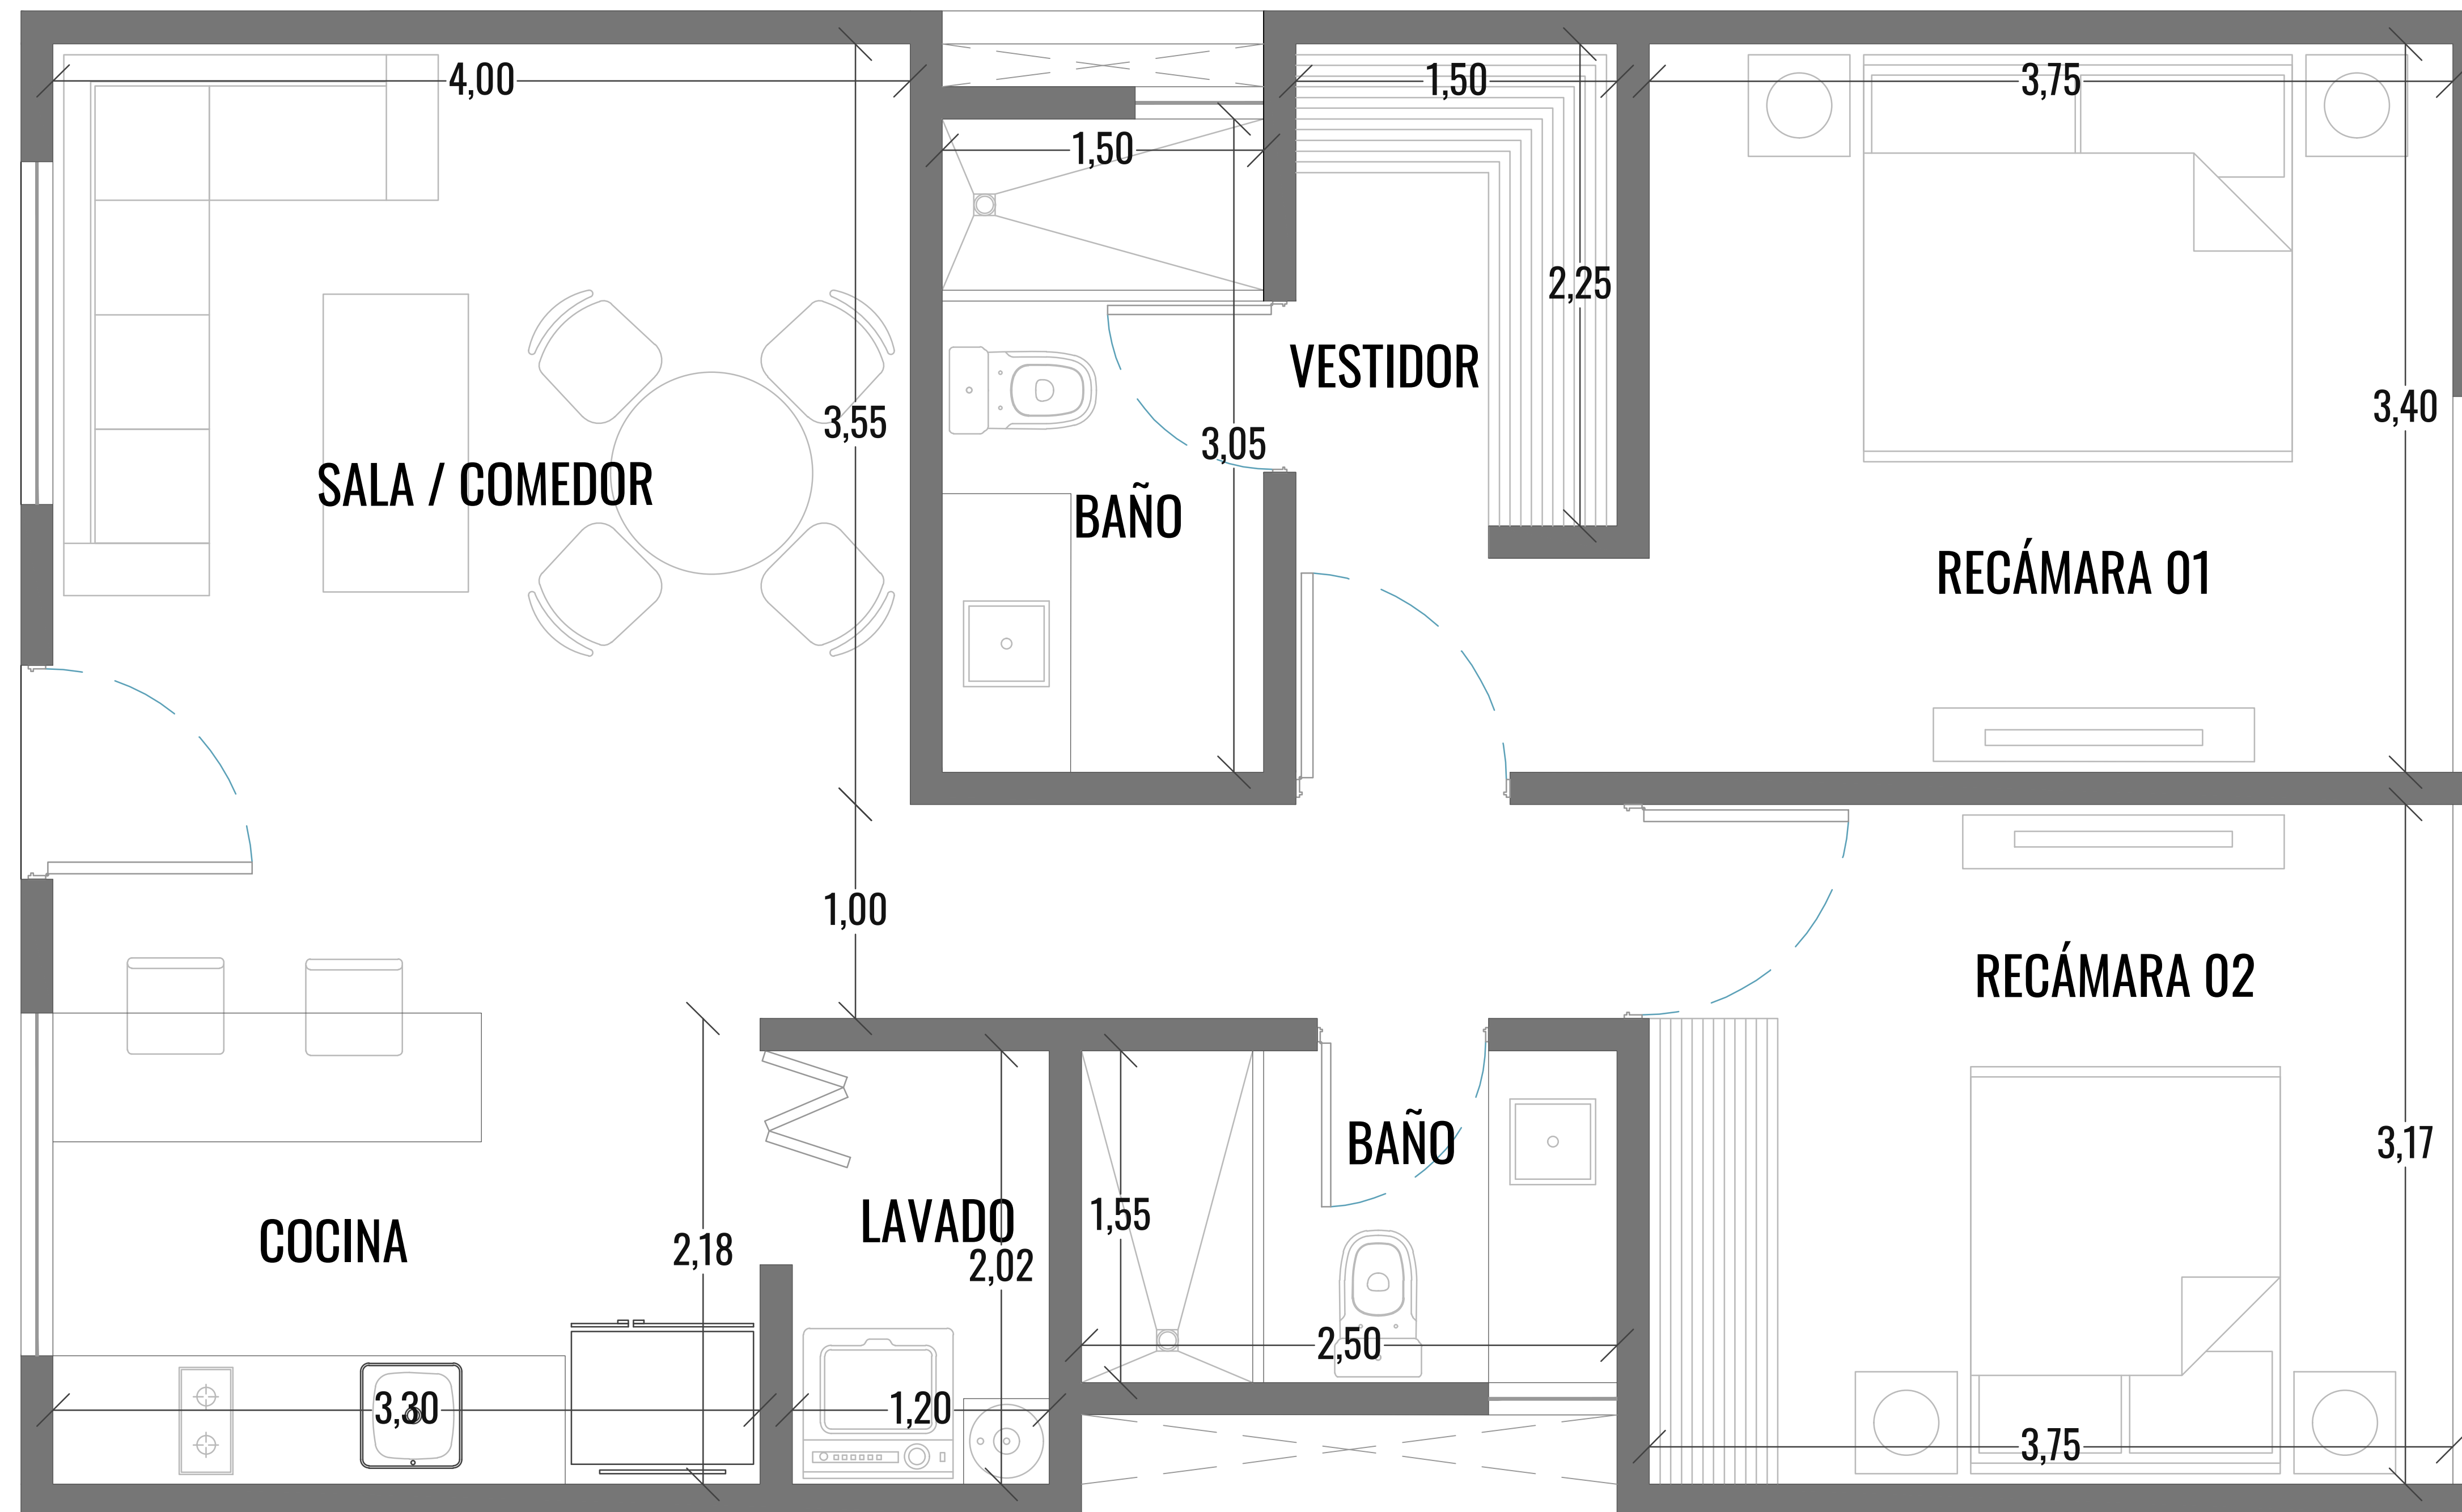 4,00
1,50
3,75
1,50
2,25
VESTIDOR
3,40
3,55
3,05
SALA / COMEDOR
BAÑO
RECÁMARA 01
1,00
RECÁMARA 02
BAÑO
3,17
1,55
LAVADO
COCINA
2,18
2,02
2,50
3,30
1,20
3,75